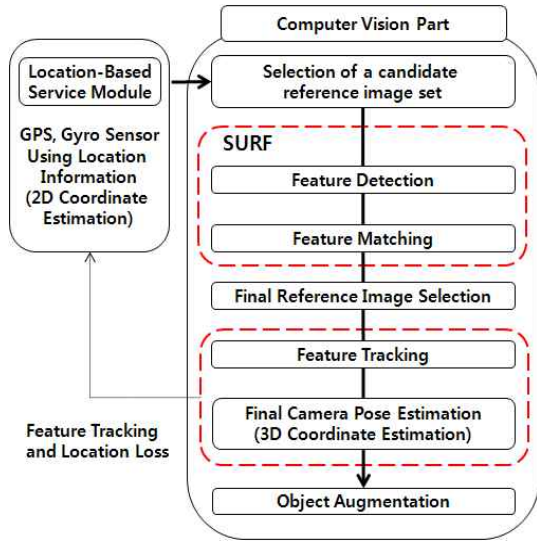 Computer Vision Part
Location-Based
Service Module
GPS, Gyro Sensor
Using Location
Information
(2D Coordinate
Estimation)
Selection of a candidate
reference image set
SURF
Feature Detection
Feature Matching
Final Reference Image Selection
Feature Tracking
Final Camera Pose Estimation
(3D Coordinate Estimation)
Feature Tracking
and Location Loss
Object Augmentation